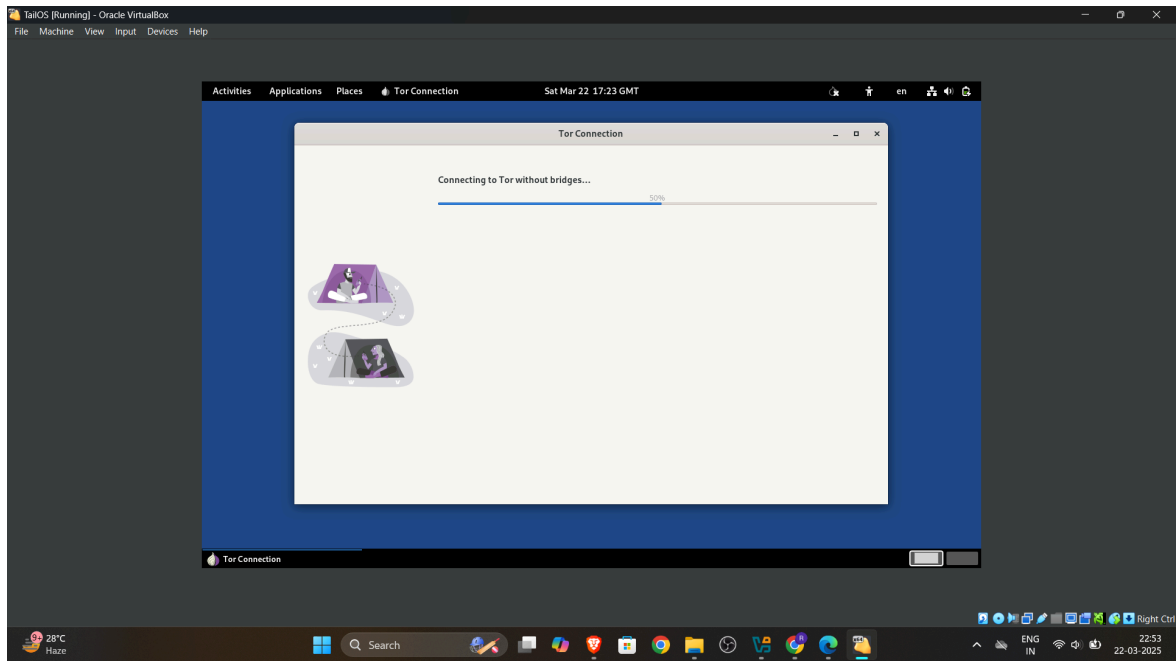 TailOS [Running] - Oracle VirtualBox
File Machine View Input Devices Help
Activities Applications Places Tor Connection Sat Mar 22 17:23 GMT en
Tor Connection
Connecting to Tor without bridges...
50%
Tor Connection
Right Ctrl
9+ 28°C
Haze
Search
ENG
IN
22:53
22-03-2025